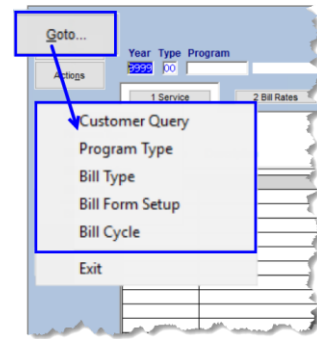 Goto...
Year Type Program
9999 00
Actions
1 Service 2 Bill Rates
Customer Query
Program Type
Bill Type
Bill Form Setup
Bill Cycle
Exit